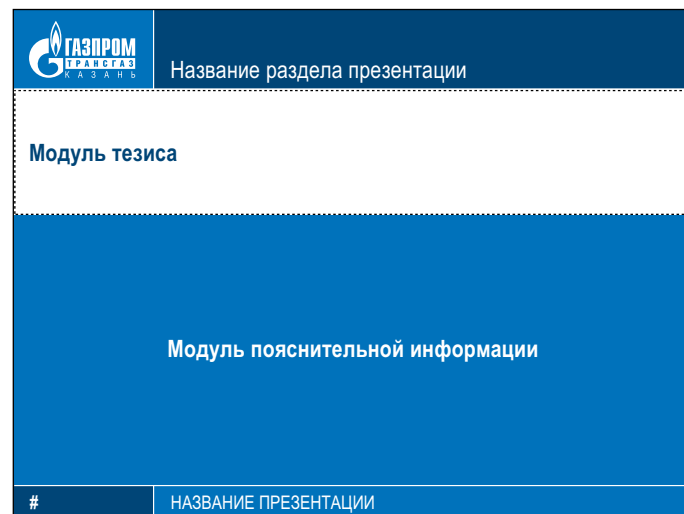 ГАЗПРОМ
ТРАНСГАЗ
КАЗАНЬ
Название раздела презентации
Модуль тезиса
Модуль пояснительной информации
#
НАЗВАНИЕ ПРЕЗЕНТАЦИИ